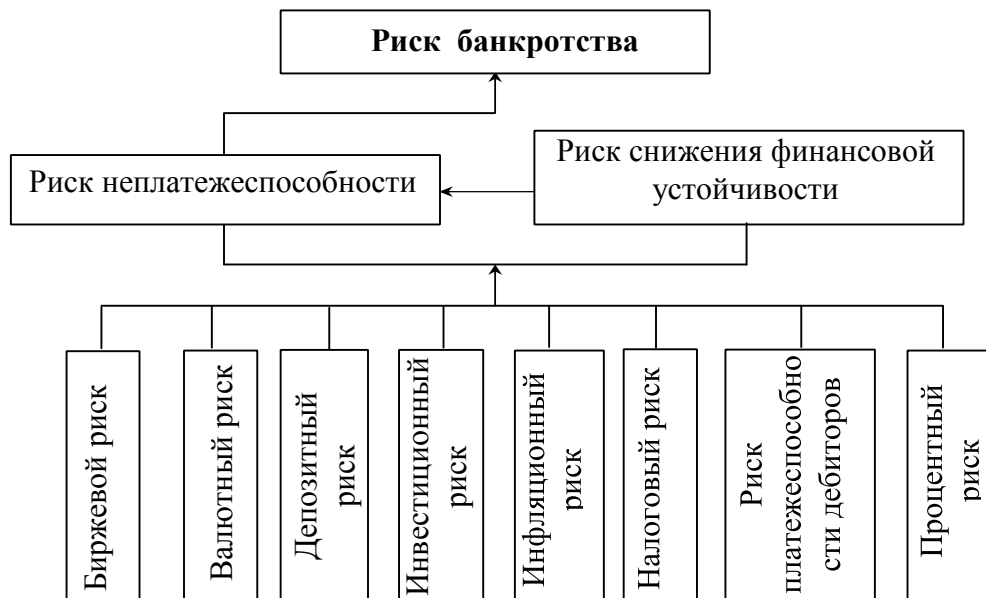 Риск банкротства
Риск неплатежеспособности
Риск снижения финансовой
устойчивости
Биржевой риск
Валютный риск
Депозитный
риск
Инвестиционный
риск
Инфляционный
риск
Налоговый риск
Риск
платежеспособно
сти дебиторов
Процентный
риск